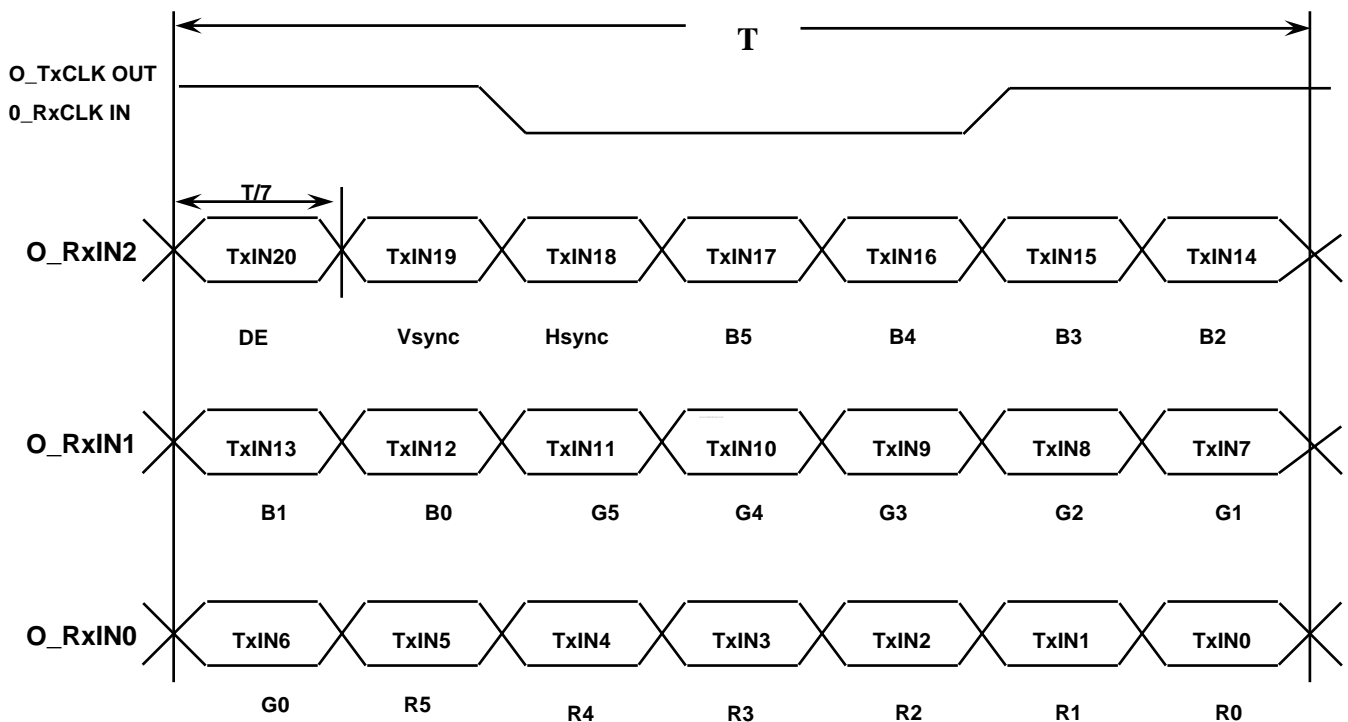 T
O_TxCLK OUT
0_RxCLK IN
T/7
O_RxIN2 TxIN20 TxIN19 TxIN18 TxIN17 TxIN16 TxIN15 TxIN14
DE Vsync Hsync B5 B4 B3 B2
O_RxIN1 TxIN13 TxIN12 TxIN11 TxIN10 TxIN9 TxIN8 TxIN7
B1 B0 G5 G4 G3 G2 G1
O_RxIN0 TxIN6 TxIN5 TxIN4 TxIN3 TxIN2 TxIN1 TxIN0
G0 R5 R4 R3 R2 R1 R0